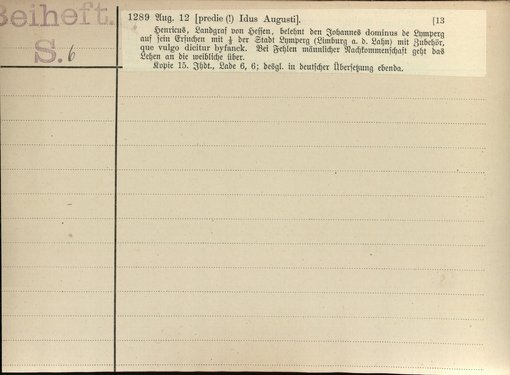 Beiheft.
S. 6
1289 Aug. 12 [predie (!) Idus Augusti]. [13
Henricus, Landgraf von Hessen, belehnt den Johannes dominus de Lymperg
auf sein Ersuchen mit ⅓ der Stadt Lymperg (Limburg a. d. Lahn) mit Zubehör,
que vulgo dicitur byfanck. Bei Fehlen männlicher Nachkommenschaft geht das
Lehen an die weibliche über.
Kopie 15. Jhdt., Lade 6, 6; desgl. in deutscher Übersetzung ebenda.